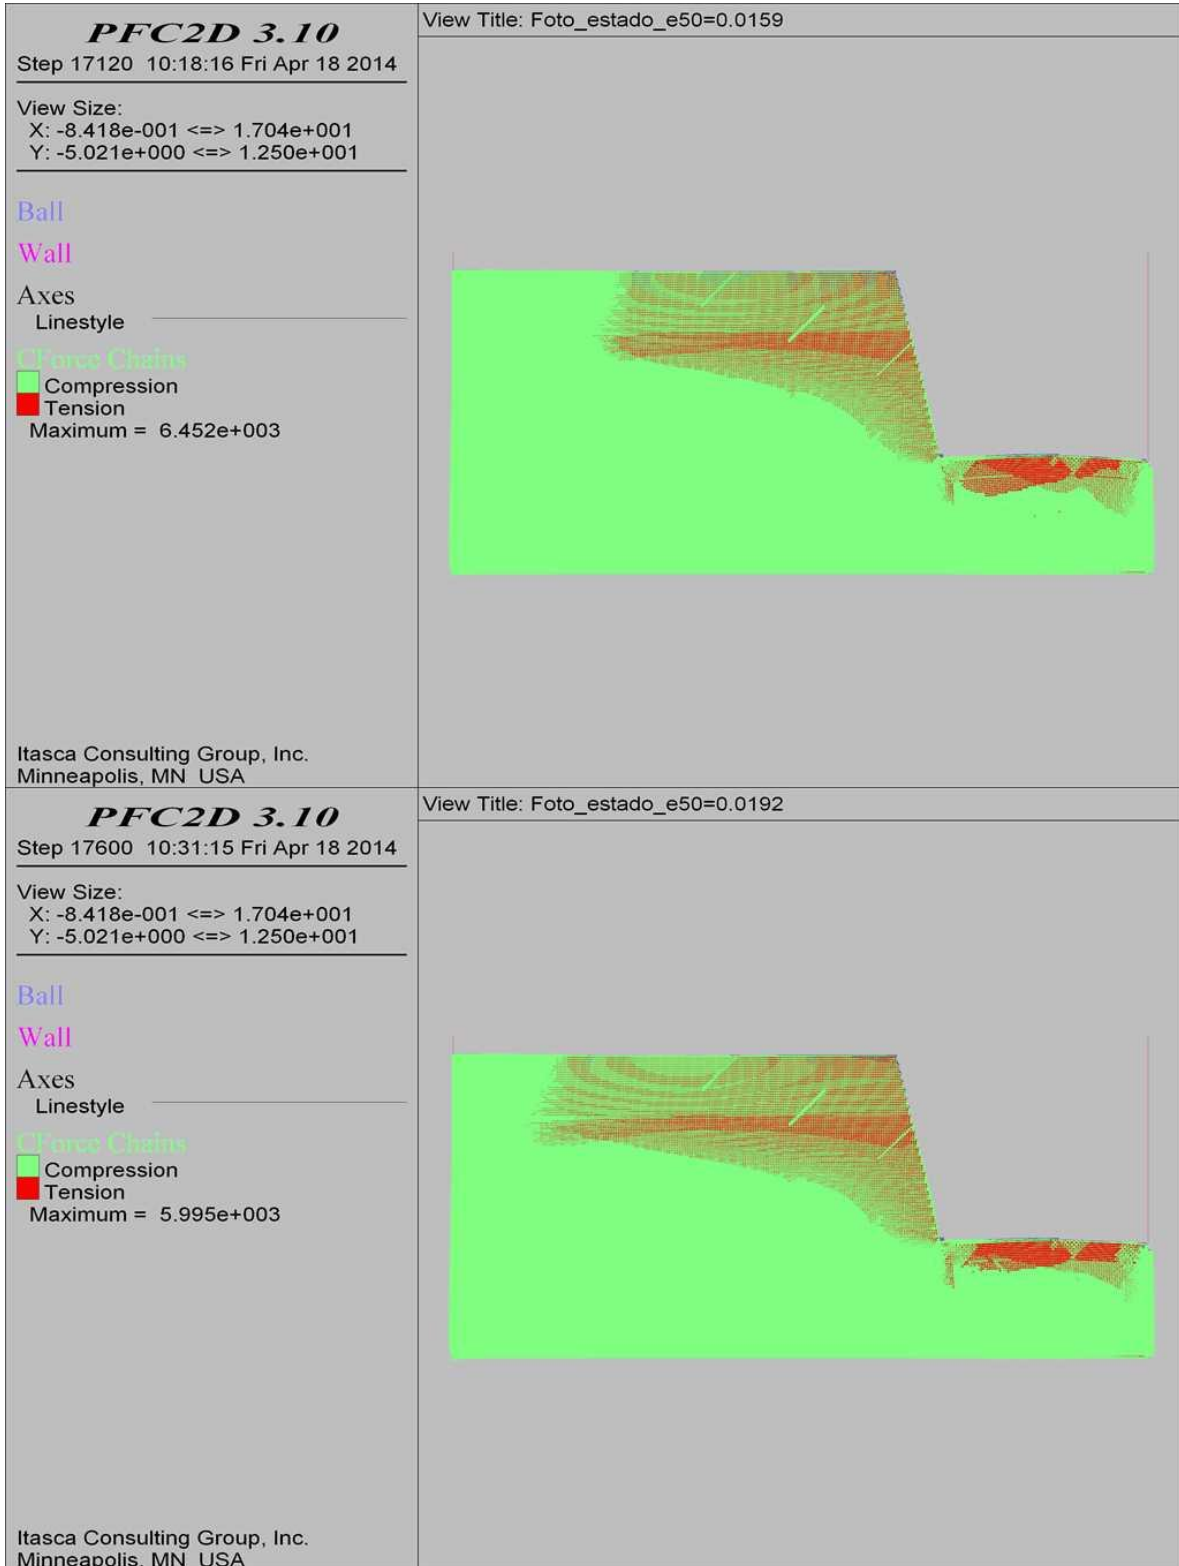 View Title: Foto_estado_e50=0.0159
PFC2D 3.10
Step 17120 10:18:16 Fri Apr 18 2014
View Size:
X: -8.418e-001 <=> 1.704e+001
Y: -5.021e+000 <=> 1.250e+001
Ball
Wall
Axes
Linestyle
CForce Chains
Compression
Tension
Maximum = 6.452e+003
Itasca Consulting Group, Inc.
Minneapolis, MN USA
View Title: Foto_estado_e50=0.0192
PFC2D 3.10
Step 17600 10:31:15 Fri Apr 18 2014
View Size:
X: -8.418e-001 <=> 1.704e+001
Y: -5.021e+000 <=> 1.250e+001
Ball
Wall
Axes
Linestyle
CForce Chains
Compression
Tension
Maximum = 5.995e+003
Itasca Consulting Group, Inc.
Minneapolis, MN USA